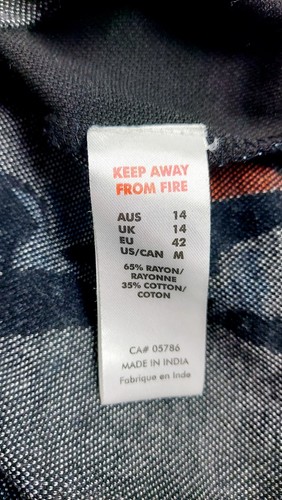 KEEP AWAY
FROM FIRE
AUS 14
UK 14
EU 42
US/CAN M
65% RAYON/
RAYONNE
35% COTTON/
COTON
CA# 05786
MADE IN INDIA
Fabrique en Inde